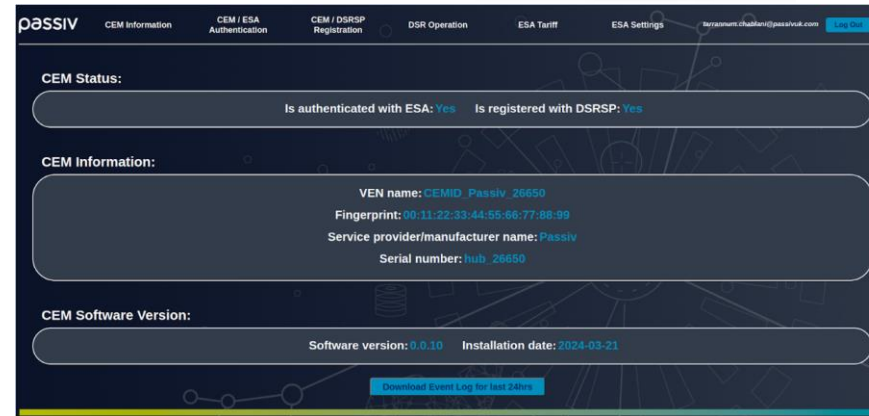 passiv
CEM Information
CEM / ESA
Authentication
CEM / DSRSP
Registration
DSR Operation
ESA Tariff
ESA Settings
tarrannum.chablani@passivuk.com
Log Out
CEM Status:
Is authenticated with ESA: Yes Is registered with DSRSP: Yes
CEM Information:
VEN name: CEMID_Passiv_26650
Fingerprint: 00:11:22:33:44:55:66:77:88:99
Service provider/manufacturer name: Passiv
Serial number: hub_26650
CEM Software Version:
Software version: 0.0.10 Installation date: 2024-03-21
Download Event Log for last 24hrs